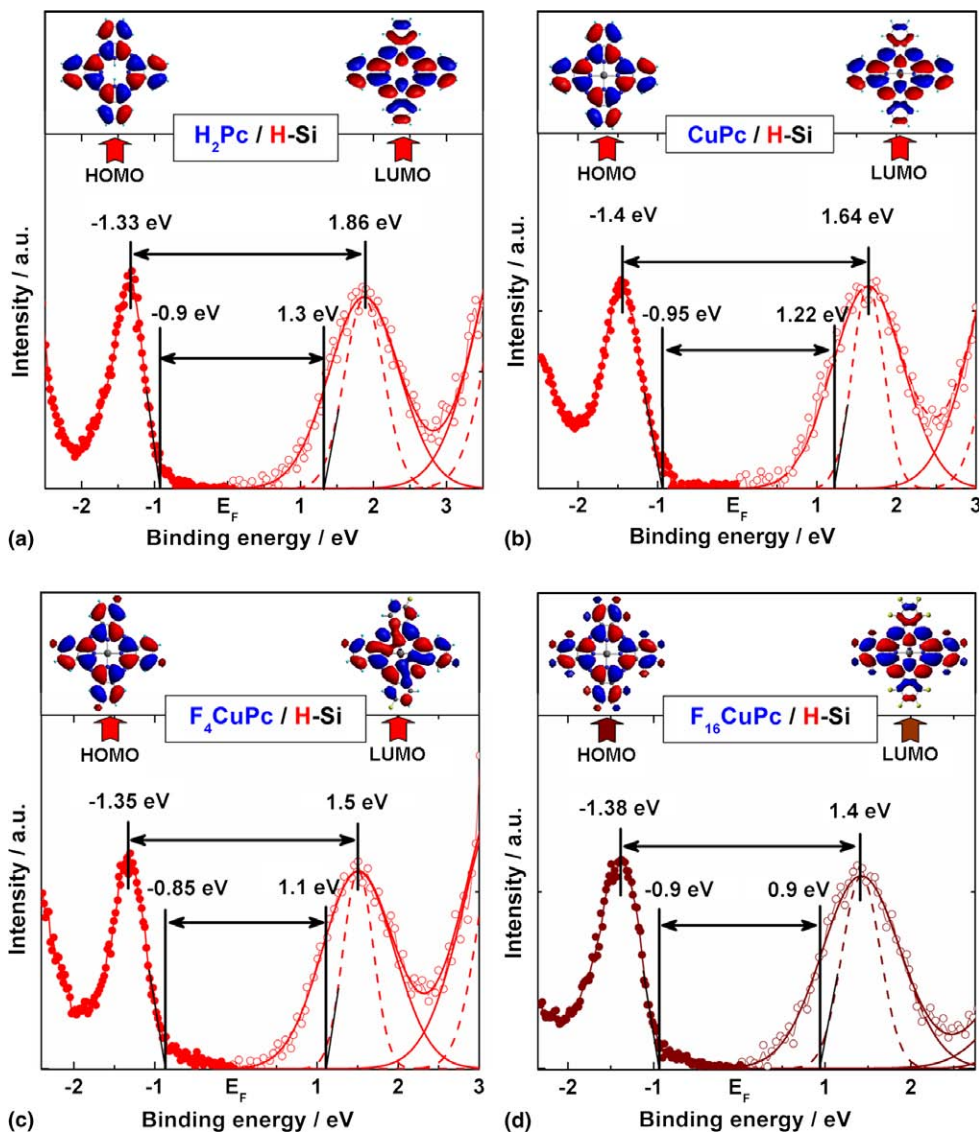 H₂Pc / H-Si
HOMO
LUMO
-1.33 eV
1.86 eV
-0.9 eV
1.3 eV
Intensity / a.u.
-2 -1 E_F 1 2 3
Binding energy / eV
(a)
CuPc / H-Si
HOMO
LUMO
-1.4 eV
1.64 eV
-0.95 eV
1.22 eV
Intensity / a.u.
-2 -1 E_F 1 2 3
Binding energy / eV
(b)
F₄CuPc / H-Si
HOMO
LUMO
-1.35 eV
1.5 eV
-0.85 eV
1.1 eV
Intensity / a.u.
-2 -1 E_F 1 2 3
Binding energy / eV
(c)
F₁₆CuPc / H-Si
HOMO
LUMO
-1.38 eV
1.4 eV
-0.9 eV
0.9 eV
Intensity / a.u.
-2 -1 E_F 1 2
Binding energy / eV
(d)